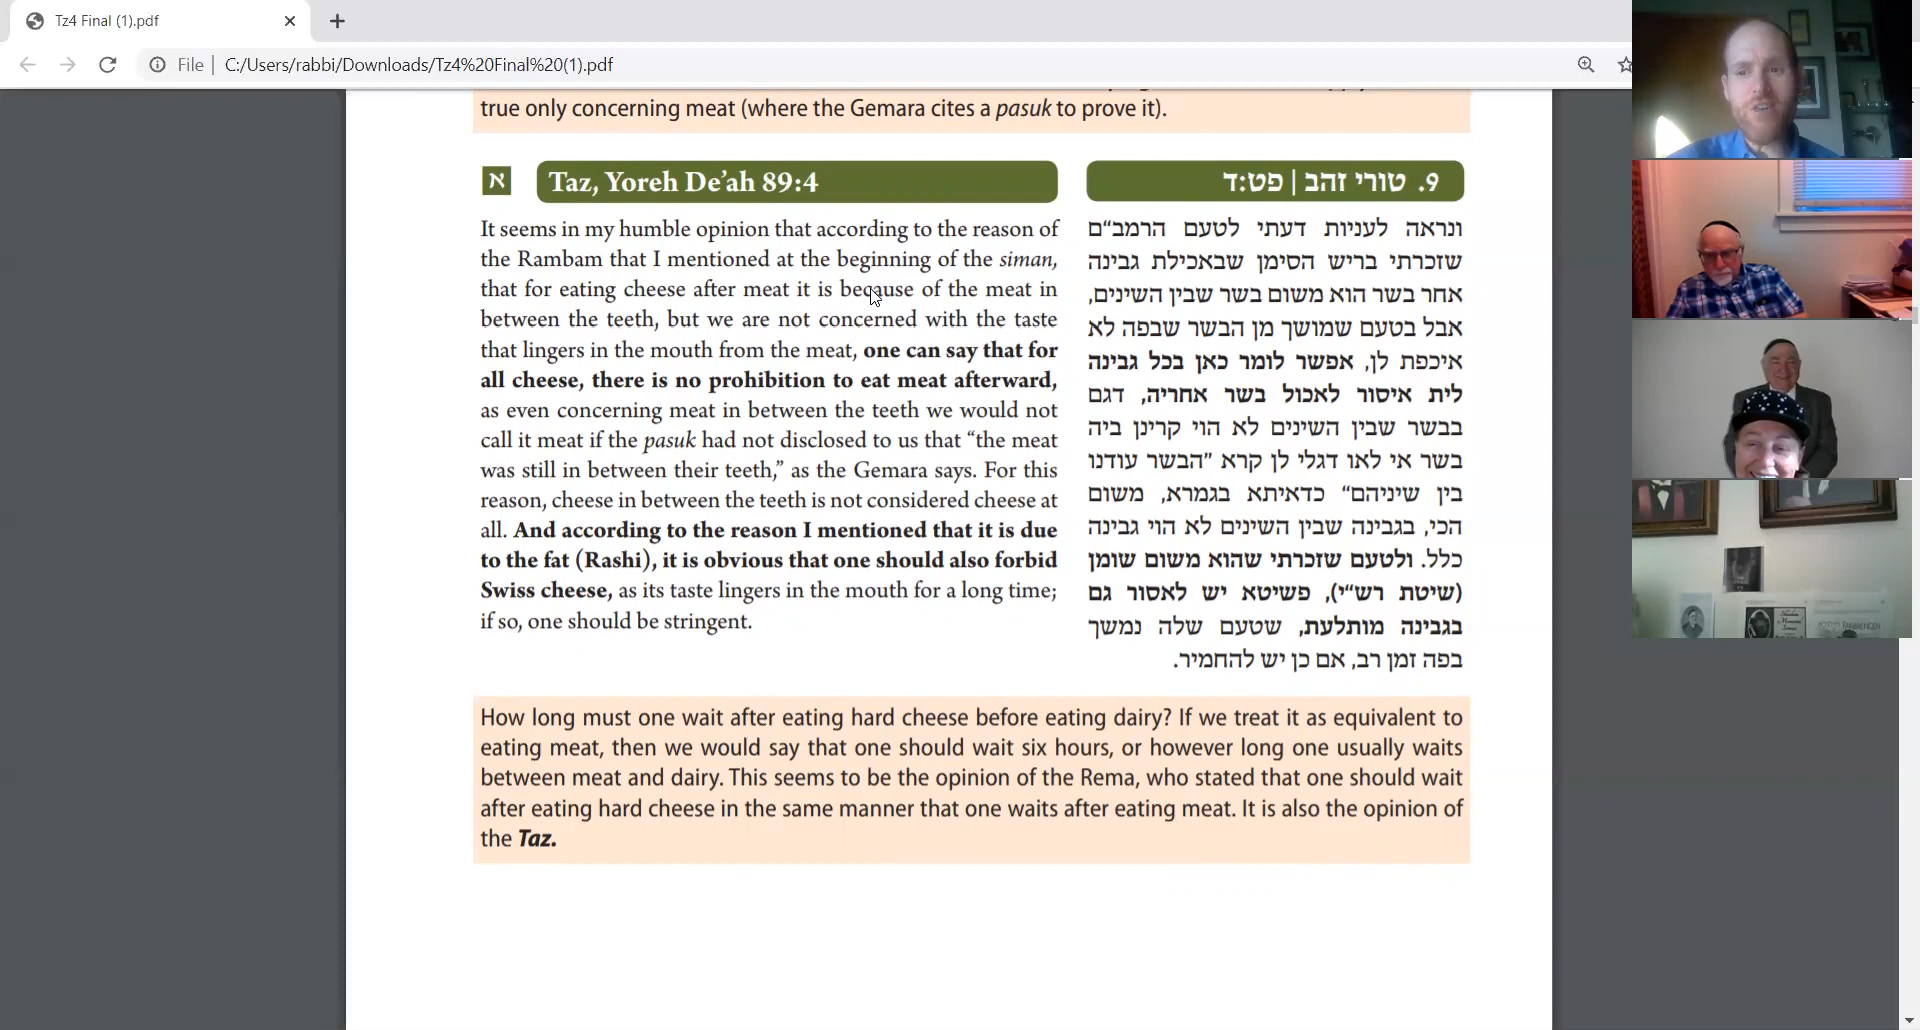 Tz4 Final (1).pdf
File | C:/Users/rabbi/Downloads/Tz4%20Final%20(1).pdf
true only concerning meat (where the Gemara cites a pasuk to prove it).
א Taz, Yoreh De’ah 89:4
It seems in my humble opinion that according to the reason of
the Rambam that I mentioned at the beginning of the siman,
that for eating cheese after meat it is because of the meat in
between the teeth, but we are not concerned with the taste
that lingers in the mouth from the meat, one can say that for
all cheese, there is no prohibition to eat meat afterward,
as even concerning meat in between the teeth we would not
call it meat if the pasuk had not disclosed to us that “the meat
was still in between their teeth,” as the Gemara says. For this
reason, cheese in between the teeth is not considered cheese at
all. And according to the reason I mentioned that it is due
to the fat (Rashi), it is obvious that one should also forbid
Swiss cheese, as its taste lingers in the mouth for a long time;
if so, one should be stringent.
9. טורי זהב | פט:ד
ונראה לעניות דעתי לטעם הרמב“ם
שזכרתי בריש הסימן שבאכילת גבינה
אחר בשר הוא משום בשר שבין השינים,
אבל בטעם שמושך מן הבשר שבפה לא
איכפת לן, אפשר לומר כאן בכל גבינה
לית איסור לאכול בשר אחריה, דגם
בבשר שבין השינים לא הוי קרינן ביה
בשר אי לאו דגלי לן קרא ”הבשר עודנו
בין שיניהם“ כדאיתא בגמרא, משום
הכי, בגבינה שבין השינים לא הוי גבינה
כלל. ולטעם שזכרתי שהוא משום שומן
(שיטת רש“י), פשיטא יש לאסור גם
בגבינה מותלעת, שטעם שלה נמשך
בפה זמן רב, אם כן יש להחמיר.
How long must one wait after eating hard cheese before eating dairy? If we treat it as equivalent to
eating meat, then we would say that one should wait six hours, or however long one usually waits
between meat and dairy. This seems to be the opinion of the Rema, who stated that one should wait
after eating hard cheese in the same manner that one waits after eating meat. It is also the opinion of
the Taz.